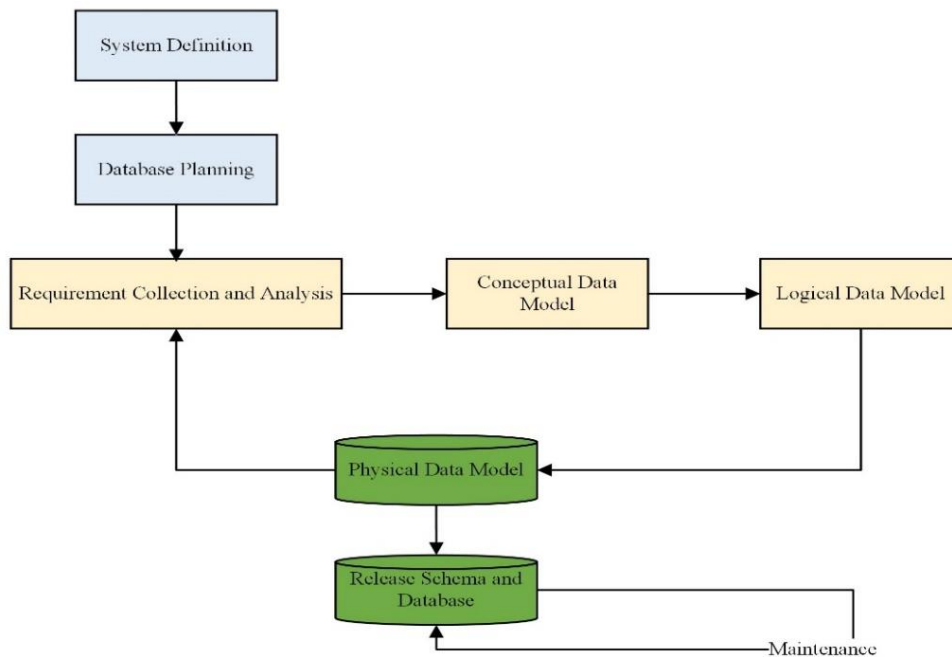 System Definition
Database Planning
Requirement Collection and Analysis
Conceptual Data
Model
Logical Data Model
Physical Data Model
Release Schema and
Database
Maintenance